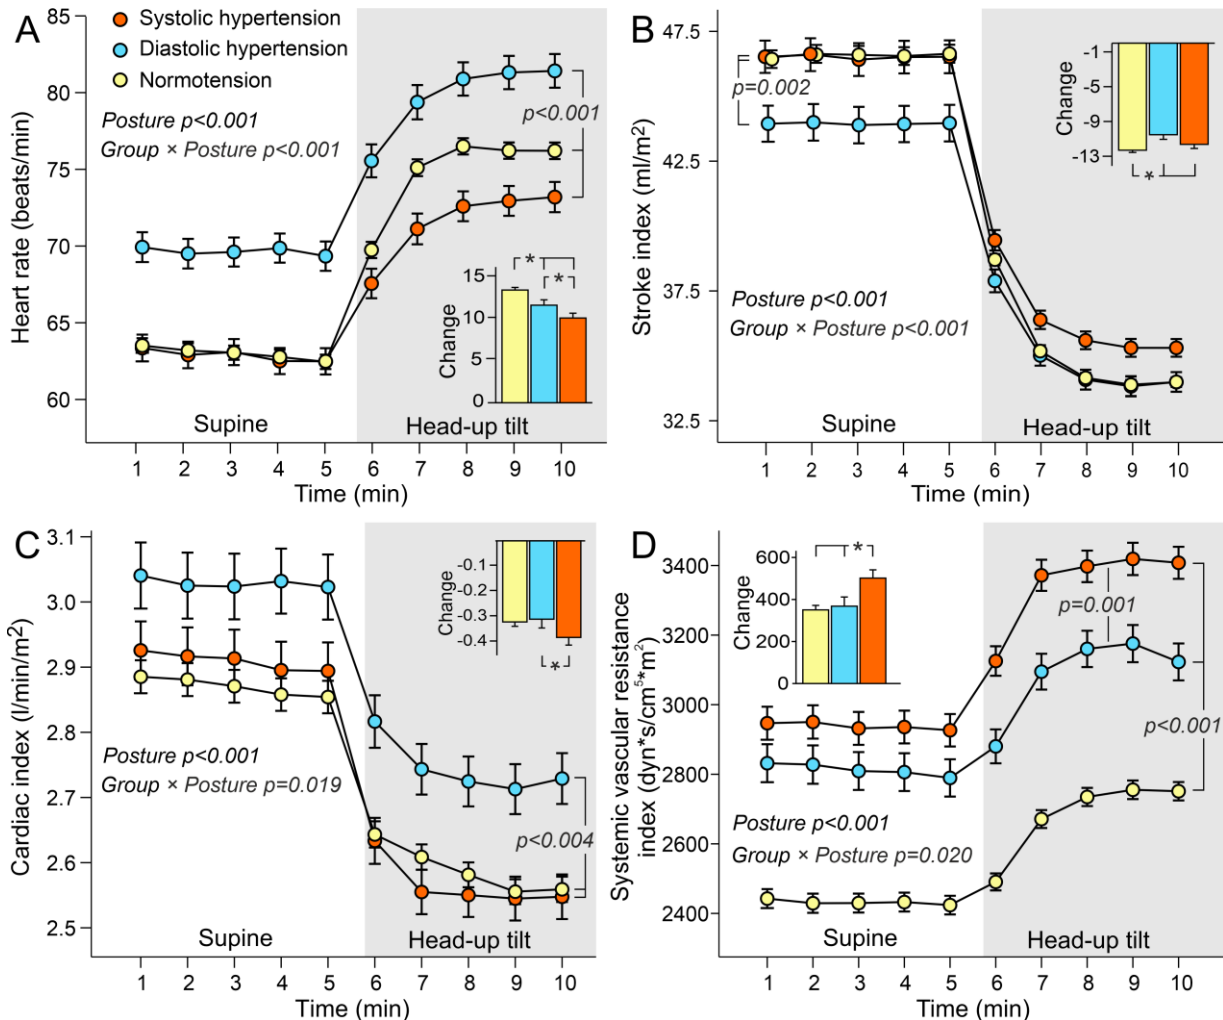 A
Systolic hypertension
Diastolic hypertension
Normotension
Posture p<0.001
Group × Posture p<0.001
p<0.001
Heart rate (beats/min)
85
80
75
70
65
60
Change
15
10
5
0
*
*
Supine
Head-up tilt
1 2 3 4 5 6 7 8 9 10
Time (min)
B
Stroke index (ml/m²)
47.5
42.5
37.5
32.5
p=0.002
Posture p<0.001
Group × Posture p<0.001
Change
-1
-5
-9
-13
*
Supine
Head-up tilt
1 2 3 4 5 6 7 8 9 10
Time (min)
C
Cardiac index (l/min/m²)
3.1
3.0
2.9
2.8
2.7
2.6
2.5
Posture p<0.001
Group × Posture p=0.019
p<0.004
Change
-0.1
-0.2
-0.3
-0.4
*
Supine
Head-up tilt
1 2 3 4 5 6 7 8 9 10
Time (min)
D
Systemic vascular resistance
index (dyn*s/cm⁵*m²)
3400
3200
3000
2800
2600
2400
Change
600
400
200
0
*
p=0.001
p<0.001
Posture p<0.001
Group × Posture p=0.020
Supine
Head-up tilt
1 2 3 4 5 6 7 8 9 10
Time (min)